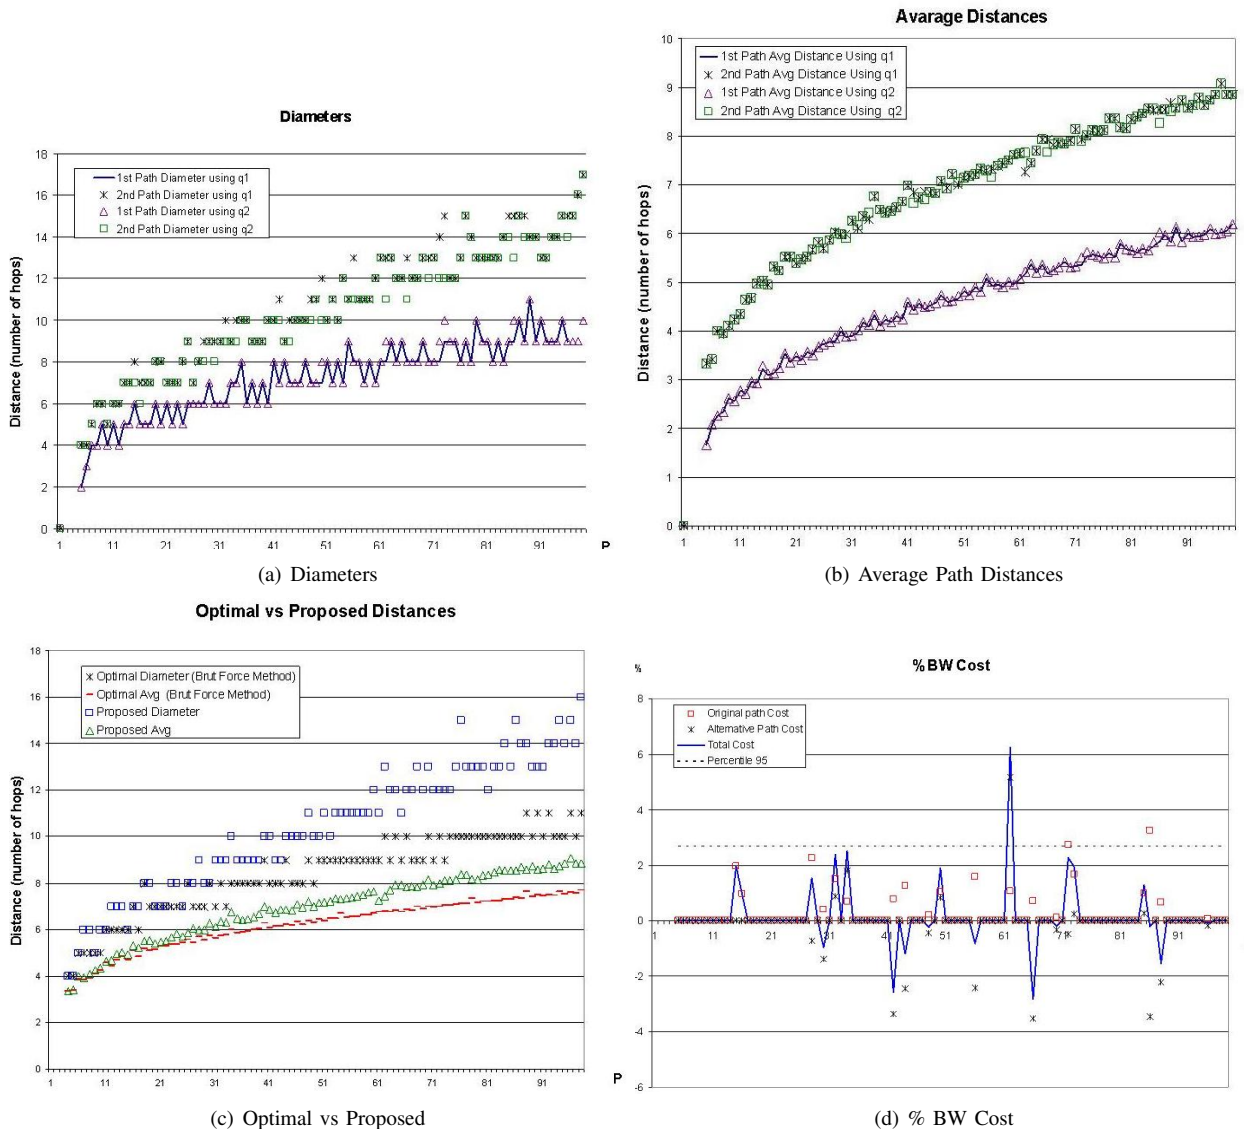 Diameters
18
16
14
12
10
8
6
4
2
0
Distance (number of hops)
1st Path Diameter using q1
2nd Path Diameter using q1
1st Path Diameter using q2
2nd Path Diameter using q2
1 11 21 31 41 51 61 71 81 91 P
(a) Diameters
Avarage Distances
10
9
8
7
6
5
4
3
2
1
0
Distance (number of hops)
1st Path Avg Distance Using q1
2nd Path Avg Distance Using q1
1st Path Avg Distance Using q2
2nd Path Avg Distance Using q2
1 11 21 31 41 51 61 71 81 91
(b) Average Path Distances
Optimal vs Proposed Distances
18
16
14
12
10
8
6
4
2
0
Distance (number of hops)
Optimal Diameter (Brut Force Method)
Optimal Avg (Brut Force Method)
Proposed Diameter
Proposed Avg
1 11 21 31 41 51 61 71 81 91 P
(c) Optimal vs Proposed
%BW Cost
%
8
6
4
2
0
-2
-4
-6
Original path Cost
Alternative Path Cost
Total Cost
Percentile 95
1 11 21 31 41 51 61 71 81 91
(d) % BW Cost